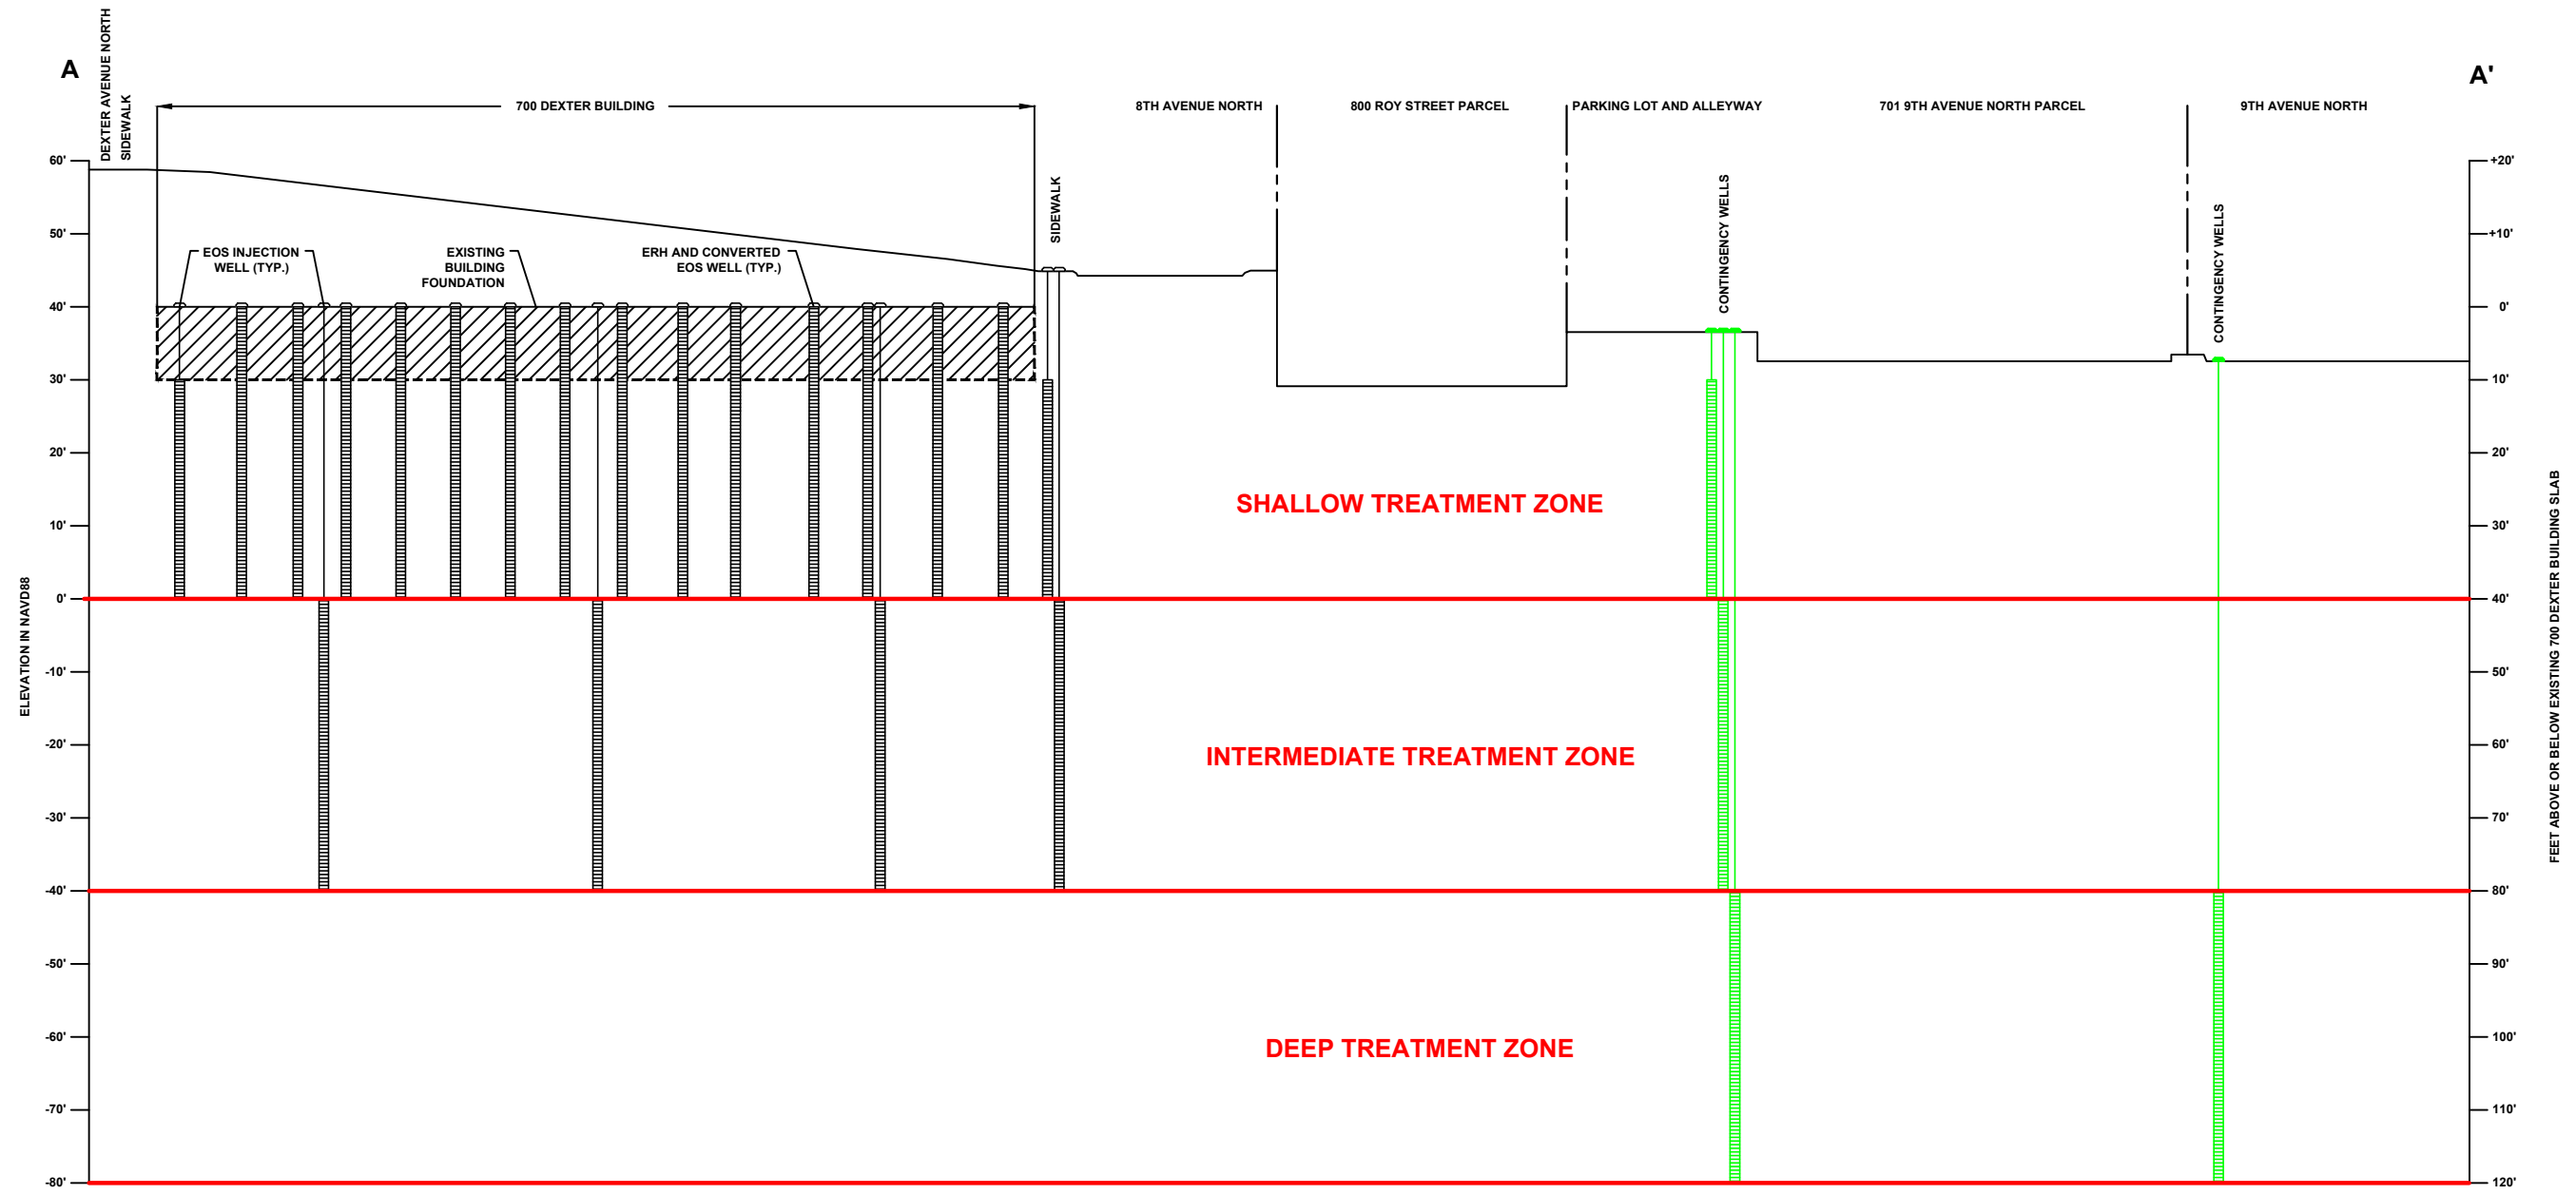 A
DEXTER AVENUE NORTH
SIDEWALK
700 DEXTER BUILDING
8TH AVENUE NORTH
800 ROY STREET PARCEL
PARKING LOT AND ALLEYWAY
701 9TH AVENUE NORTH PARCEL
9TH AVENUE NORTH
A'
SIDEWALK
CONTINGENCY WELLS
CONTINGENCY WELLS
EOS INJECTION
WELL (TYP.)
EXISTING
BUILDING
FOUNDATION
ERH AND CONVERTED
EOS WELL (TYP.)
SHALLOW TREATMENT ZONE
INTERMEDIATE TREATMENT ZONE
DEEP TREATMENT ZONE
ELEVATION IN NAVD88
60'
50'
40'
30'
20'
10'
0'
-10'
-20'
-30'
-40'
-50'
-60'
-70'
-80'
+20'
+10'
0'
10'
20'
30'
40'
50'
60'
70'
80'
90'
100'
110'
120'
FEET ABOVE OR BELOW EXISTING 700 DEXTER BUILDING SLAB